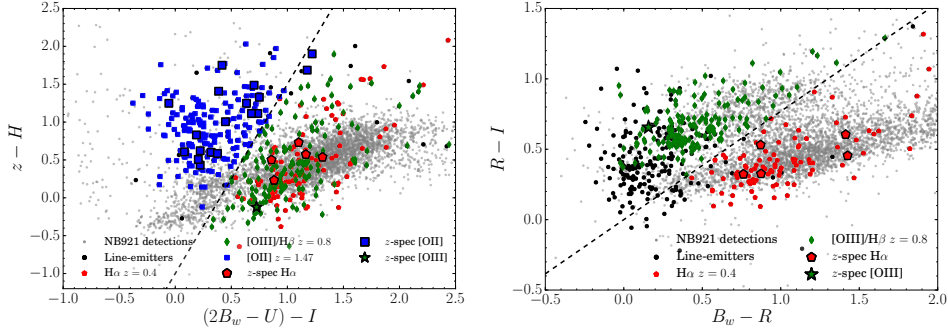 2.5
2.0
1.5
1.0
0.5
0.0
−0.5
−1.0
z − H
−1.0
−0.5
0.0
0.5
1.0
1.5
2.0
2.5
(2B_w − U) − I
NB921 detections
Line-emitters
Hα z = 0.4
[OIII]/Hβ z = 0.8
[OII] z = 1.47
z-spec Hα
z-spec [OII]
z-spec [OIII]
1.5
1.0
0.5
0.0
−0.5
R − I
−0.5
0.0
0.5
1.0
1.5
2.0
B_w − R
NB921 detections
Line-emitters
Hα z = 0.4
[OIII]/Hβ z = 0.8
z-spec Hα
z-spec [OIII]